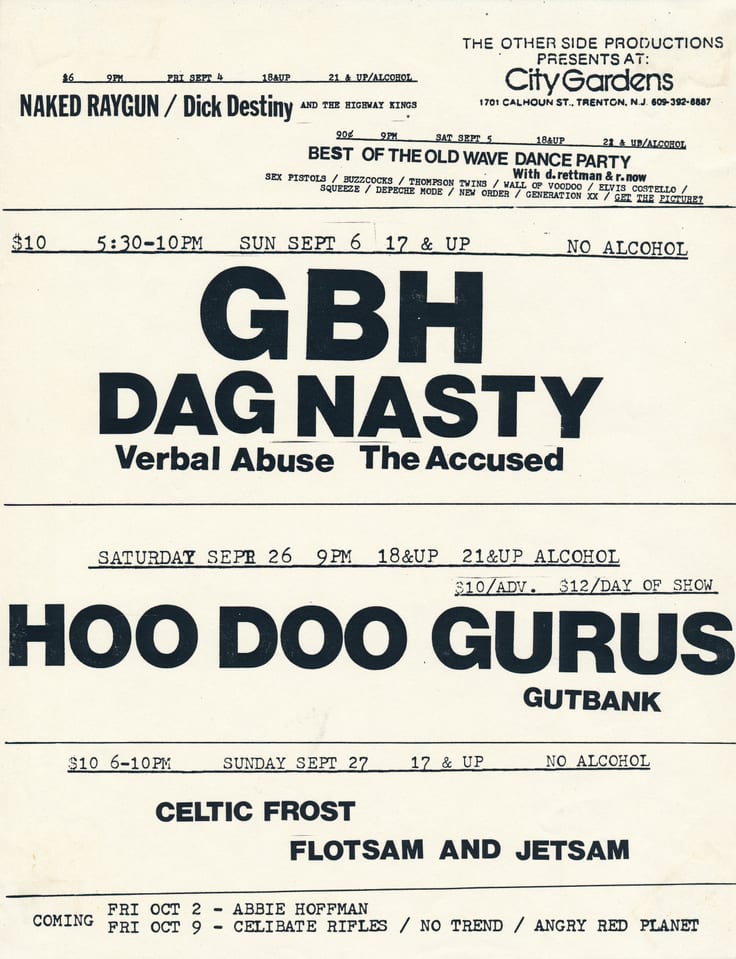 THE OTHER SIDE PRODUCTIONS
PRESENTS AT:
City Gardens
1701 CALHOUN ST., TRENTON, N.J. 609-392-8887
$6 9PM FRI SEPT 4 18&UP 21 & UP/ALCOHOL
NAKED RAYGUN / Dick Destiny AND THE HIGHWAY KINGS
90¢ 9PM SAT SEPT 5 18&UP 21 & UP/ALCOHOL
BEST OF THE OLD WAVE DANCE PARTY
With d.rettman & r.now
SEX PISTOLS / BUZZCOCKS / THOMPSON TWINS / WALL OF VOODOO / ELVIS COSTELLO /
SQUEEZE / DEPECHE MODE / NEW ORDER / GENERATION XX / GET THE PICTURE?
$10 5:30-10PM SUN SEPT 6 17 & UP NO ALCOHOL
GBH
DAG NASTY
Verbal Abuse The Accused
SATURDAY SEPR 26 9PM 18&UP 21&UP ALCOHOL
$10/ADV. $12/DAY OF SHOW
HOO DOO GURUS
GUTBANK
$10 6-10PM SUNDAY SEPT 27 17 & UP NO ALCOHOL
CELTIC FROST
FLOTSAM AND JETSAM
COMING FRI OCT 2 - ABBIE HOFFMAN
FRI OCT 9 - CELIBATE RIFLES / NO TREND / ANGRY RED PLANET